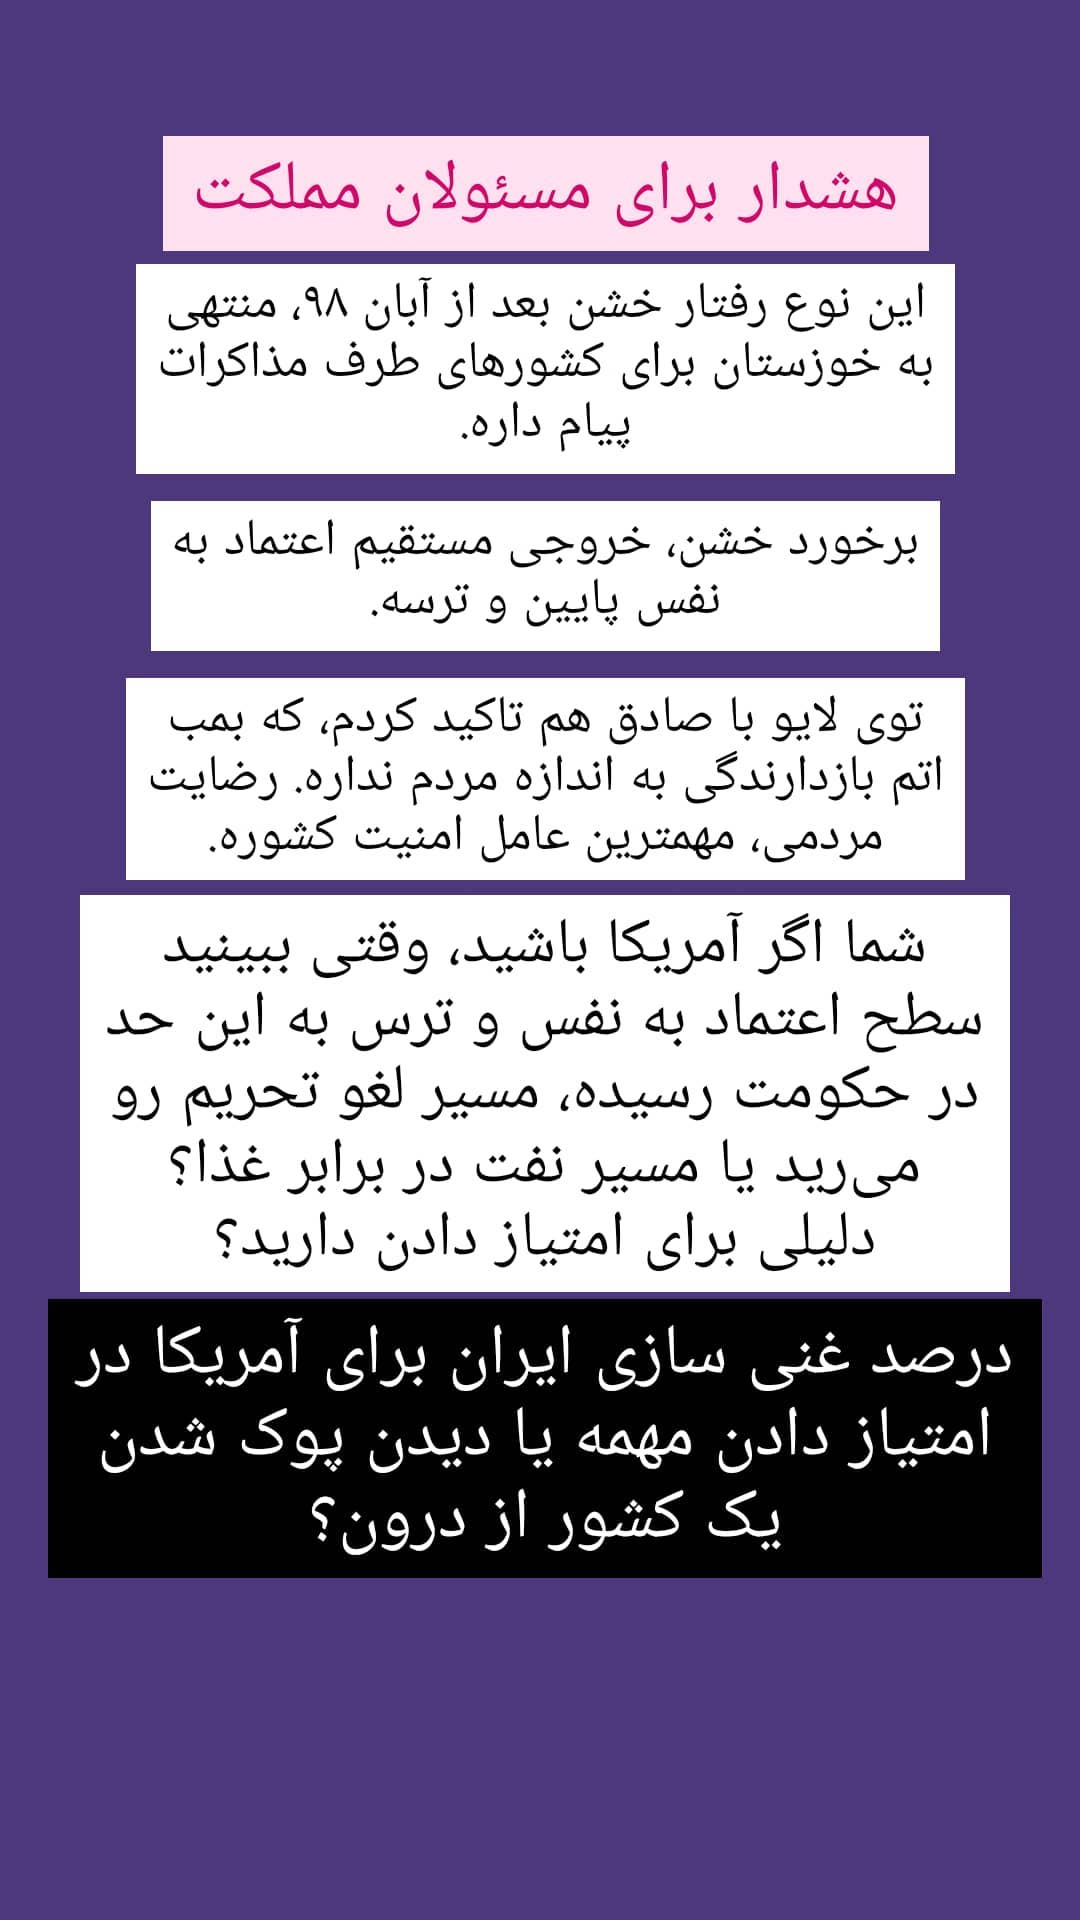 هشدار برای مسئولان مملکت
این نوع رفتار خشن بعد از آبان ۹۸، منتهی
به خوزستان برای کشورهای طرف مذاکرات
پیام داره.
برخورد خشن، خروجی مستقیم اعتماد به
نفس پایین و ترسه.
توی لایو با صادق هم تاکید کردم، که بمب
اتم بازدارندگی به اندازه مردم نداره. رضایت
مردمی، مهمترین عامل امنیت کشوره.
شما اگر آمریکا باشید، وقتی ببینید
سطح اعتماد به نفس و ترس به این حد
در حکومت رسیده، مسیر لغو تحریم رو
می‌رید یا مسیر نفت در برابر غذا؟
دلیلی برای امتیاز دادن دارید؟
درصد غنی سازی ایران برای آمریکا در
امتیاز دادن مهمه یا دیدن پوک شدن
یک کشور از درون؟